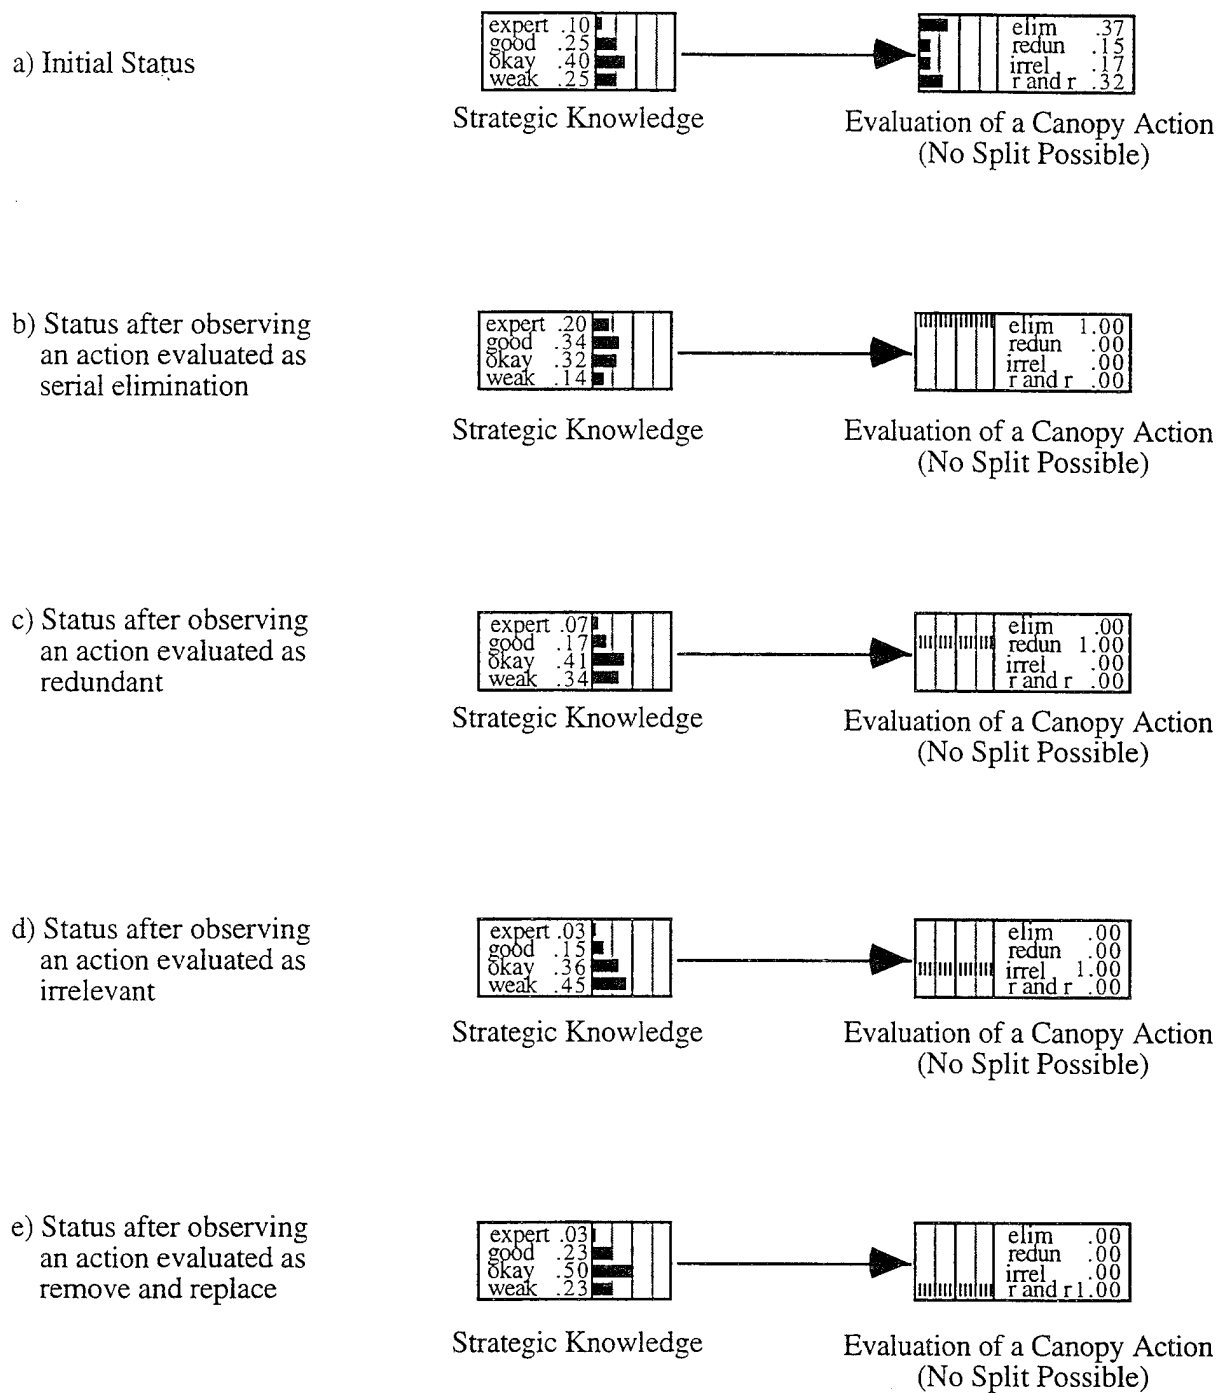 a) Initial Status
expert .10
good .25
okay .40
weak .25
Strategic Knowledge
elim .37
redun .15
irrel .17
r and r .32
Evaluation of a Canopy Action
(No Split Possible)
b) Status after observing
an action evaluated as
serial elimination
expert .20
good .34
okay .32
weak .14
Strategic Knowledge
elim 1.00
redun .00
irrel .00
r and r .00
Evaluation of a Canopy Action
(No Split Possible)
c) Status after observing
an action evaluated as
redundant
expert .07
good .17
okay .41
weak .34
Strategic Knowledge
elim .00
redun 1.00
irrel .00
r and r .00
Evaluation of a Canopy Action
(No Split Possible)
d) Status after observing
an action evaluated as
irrelevant
expert .03
good .15
okay .36
weak .45
Strategic Knowledge
elim .00
redun .00
irrel 1.00
r and r .00
Evaluation of a Canopy Action
(No Split Possible)
e) Status after observing
an action evaluated as
remove and replace
expert .03
good .23
okay .50
weak .23
Strategic Knowledge
elim .00
redun .00
irrel .00
r and r 1.00
Evaluation of a Canopy Action
(No Split Possible)